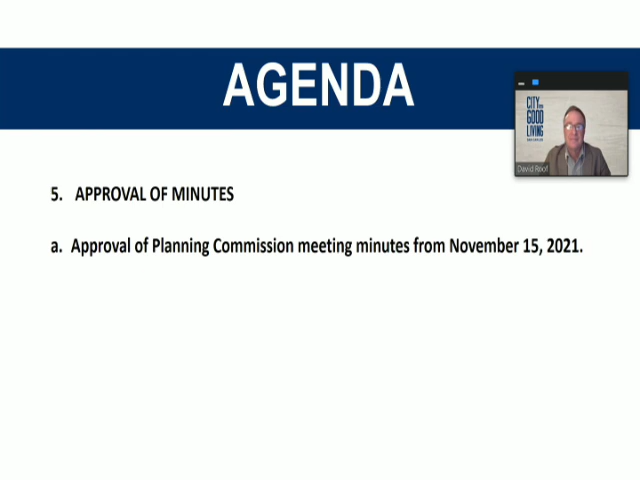 AGENDA
CITY
GOOD
LIVING
David Reof
5. APPROVAL OF MINUTES
a. Approval of Planning Commission meeting minutes from November 15, 2021.